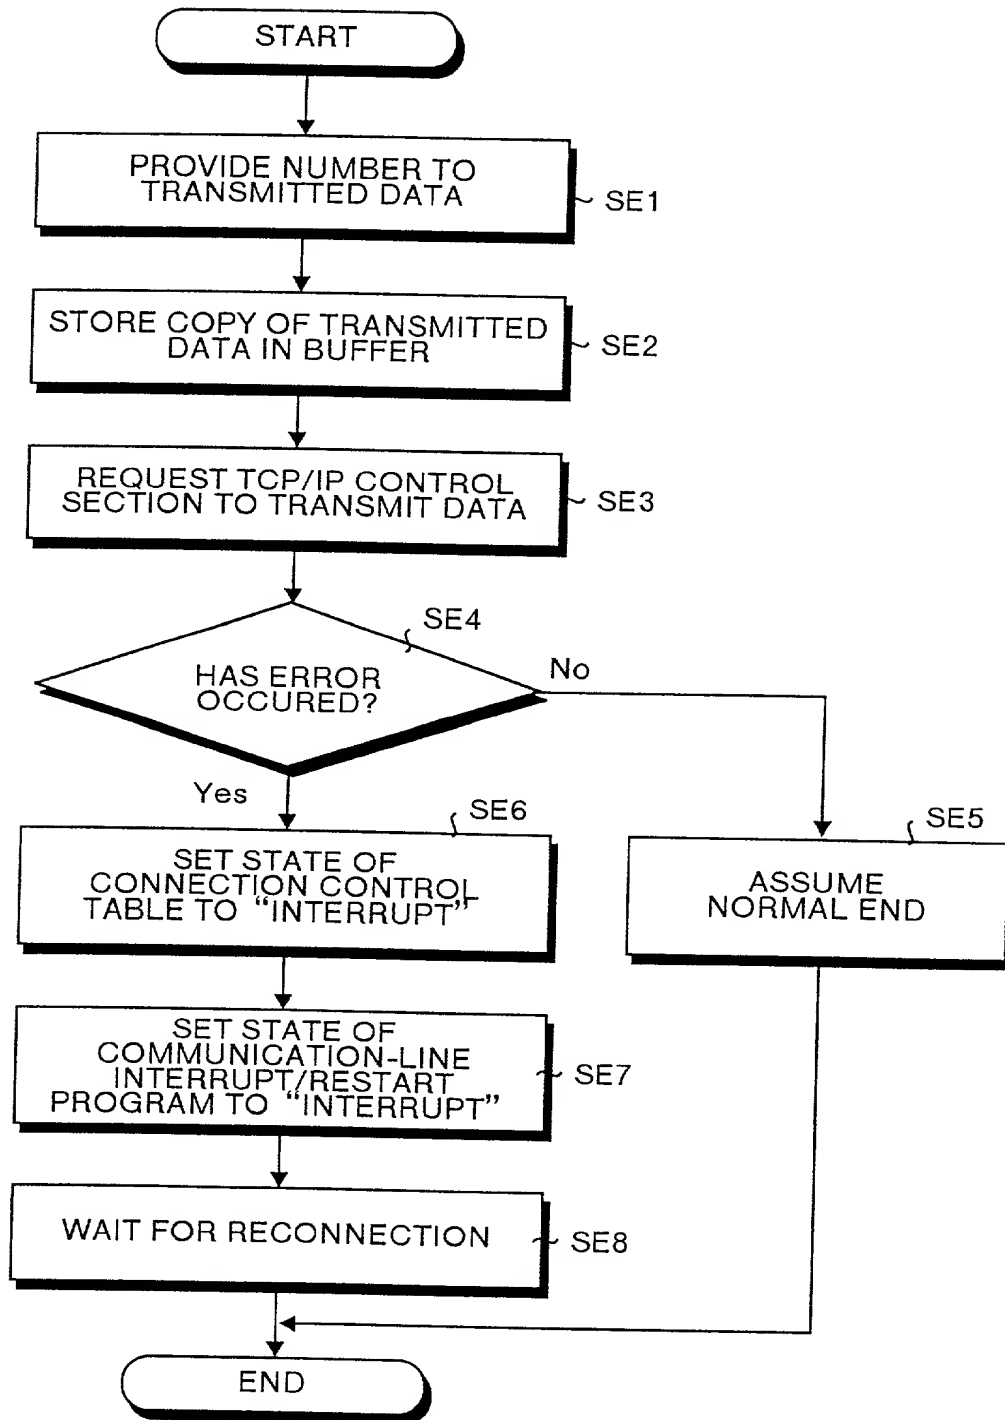 START
PROVIDE NUMBER TO
TRANSMITTED DATA
SE1
STORE COPY OF TRANSMITTED
DATA IN BUFFER
SE2
REQUEST TCP/IP CONTROL
SECTION TO TRANSMIT DATA
SE3
SE4
HAS ERROR
OCCURED?
No
Yes
SE6
SET STATE OF
CONNECTION CONTROL
TABLE TO “INTERRUPT”
SE5
ASSUME
NORMAL END
SET STATE OF
COMMUNICATION-LINE
INTERRUPT/RESTART
PROGRAM TO “INTERRUPT”
SE7
WAIT FOR RECONNECTION
SE8
END